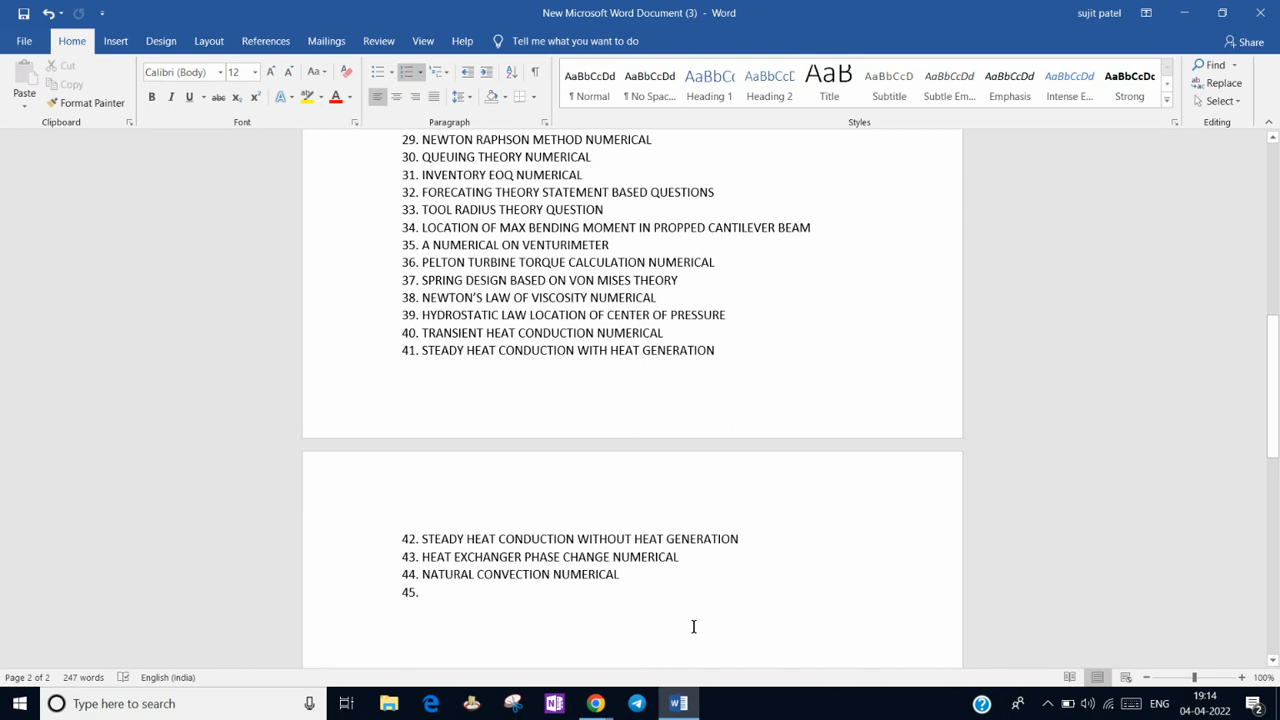 New Microsoft Word Document (3) - Word
sujit patel
File Home Insert Design Layout References Mailings Review View Help Tell me what you want to do Share
Paste
Cut
Copy
Format Painter
Clipboard
Calibri (Body) 12
Font
Paragraph
AaBbCcDd AaBbCcDd AaBbCc AaBbCcD AaB AaBbCcDd AaBbCcDd AaBbCcDd AaBbCcDd AaBbCcDc
¶ Normal ¶ No Spac... Heading 1 Heading 2 Title Subtitle Subtle Em... Emphasis Intense E... Strong
Styles
Find
Replace
Select
Editing
29. NEWTON RAPHSON METHOD NUMERICAL
30. QUEUING THEORY NUMERICAL
31. INVENTORY EOQ NUMERICAL
32. FORECATING THEORY STATEMENT BASED QUESTIONS
33. TOOL RADIUS THEORY QUESTION
34. LOCATION OF MAX BENDING MOMENT IN PROPPED CANTILEVER BEAM
35. A NUMERICAL ON VENTURIMETER
36. PELTON TURBINE TORQUE CALCULATION NUMERICAL
37. SPRING DESIGN BASED ON VON MISES THEORY
38. NEWTON'S LAW OF VISCOSITY NUMERICAL
39. HYDROSTATIC LAW LOCATION OF CENTER OF PRESSURE
40. TRANSIENT HEAT CONDUCTION NUMERICAL
41. STEADY HEAT CONDUCTION WITH HEAT GENERATION
42. STEADY HEAT CONDUCTION WITHOUT HEAT GENERATION
43. HEAT EXCHANGER PHASE CHANGE NUMERICAL
44. NATURAL CONVECTION NUMERICAL
45.
Page 2 of 2 247 words English (India) 100%
Type here to search
ENG
19:14
04-04-2022
2